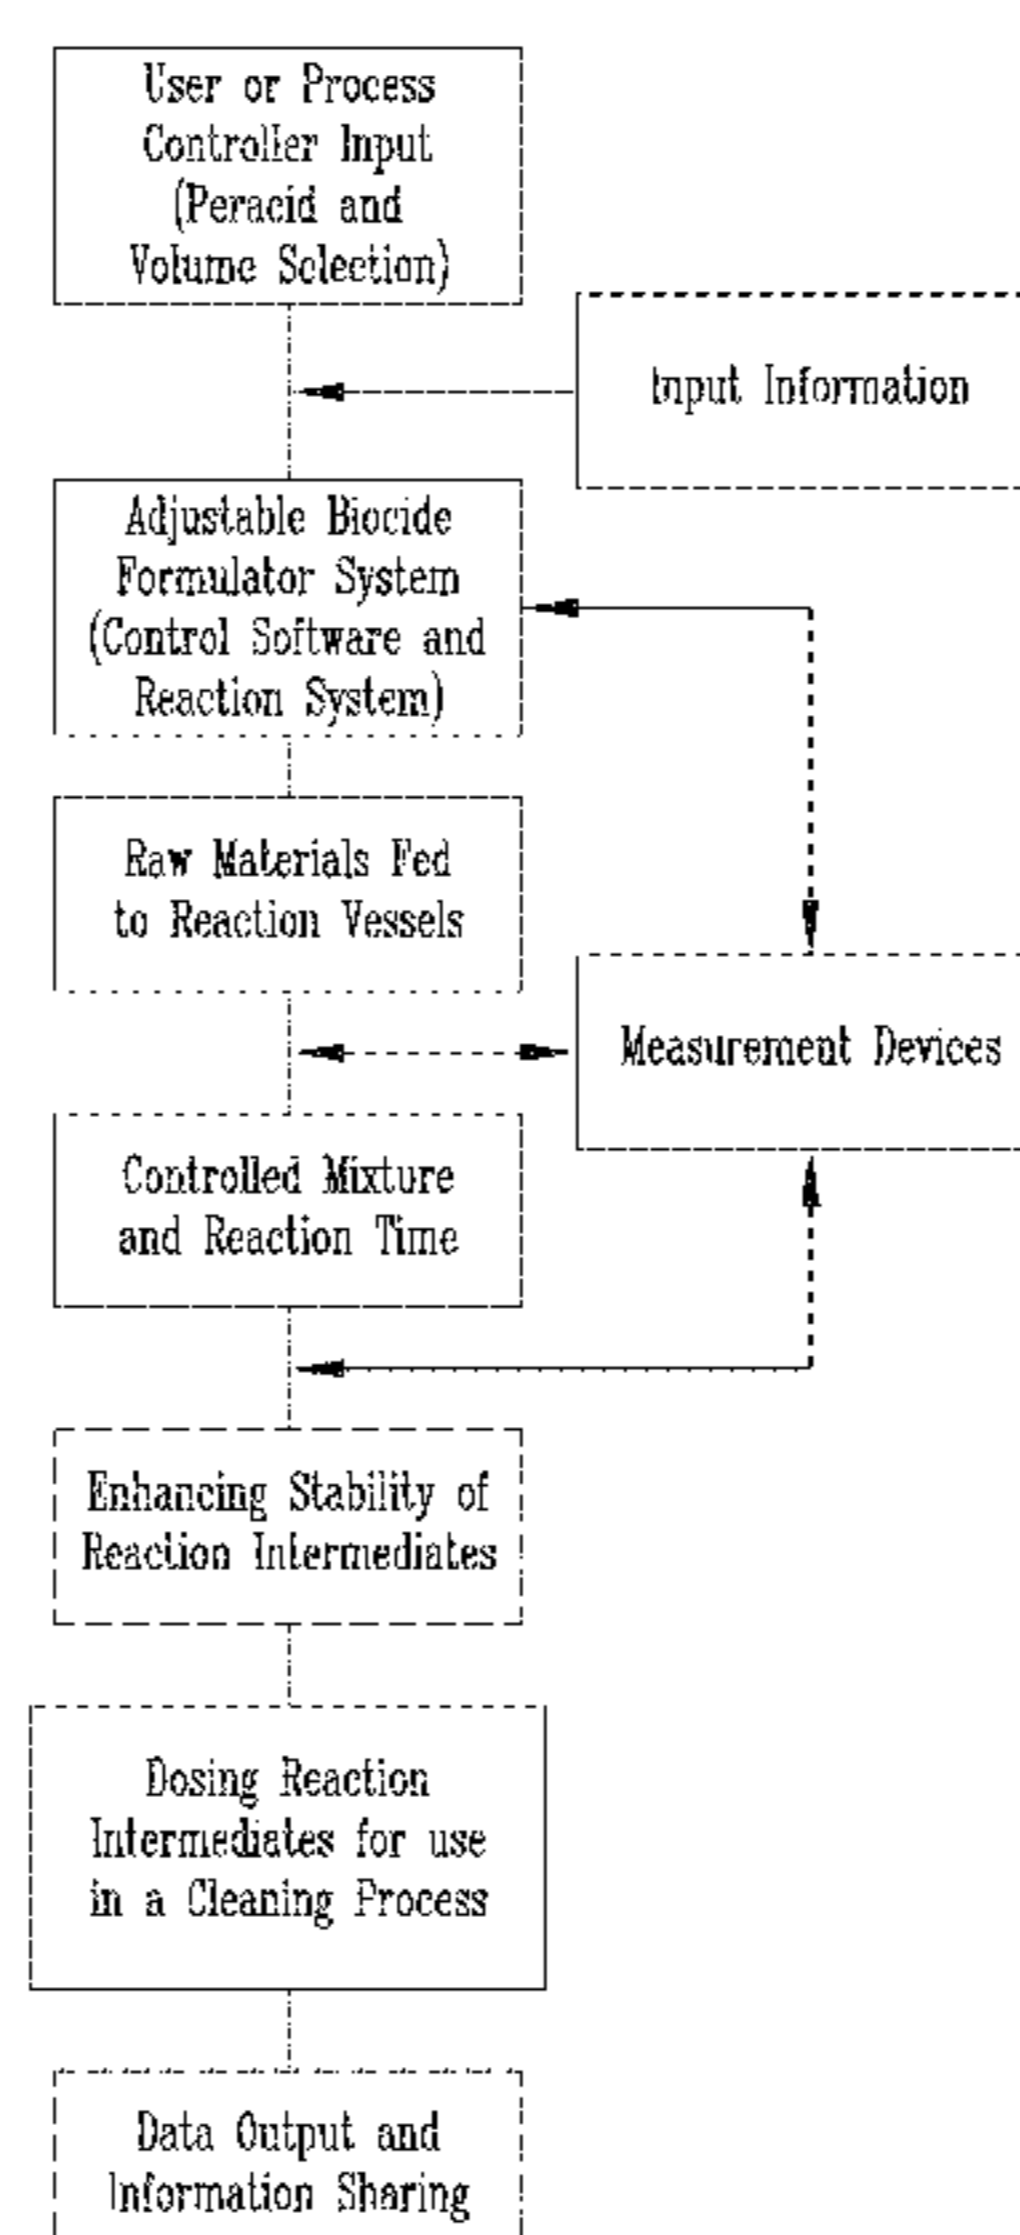 User or Process
Controller Input
(Peracid and
Volume Selection)
Input Information
Adjustable Biocide
Formulator System
(Control Software and
Reaction System)
Raw Materials Fed
to Reaction Vessels
Measurement Devices
Controlled Mixture
and Reaction Time
Enhancing Stability of
Reaction Intermediates
Dosing Reaction
Intermediates for use
in a Cleaning Process
Data Output and
Information Sharing